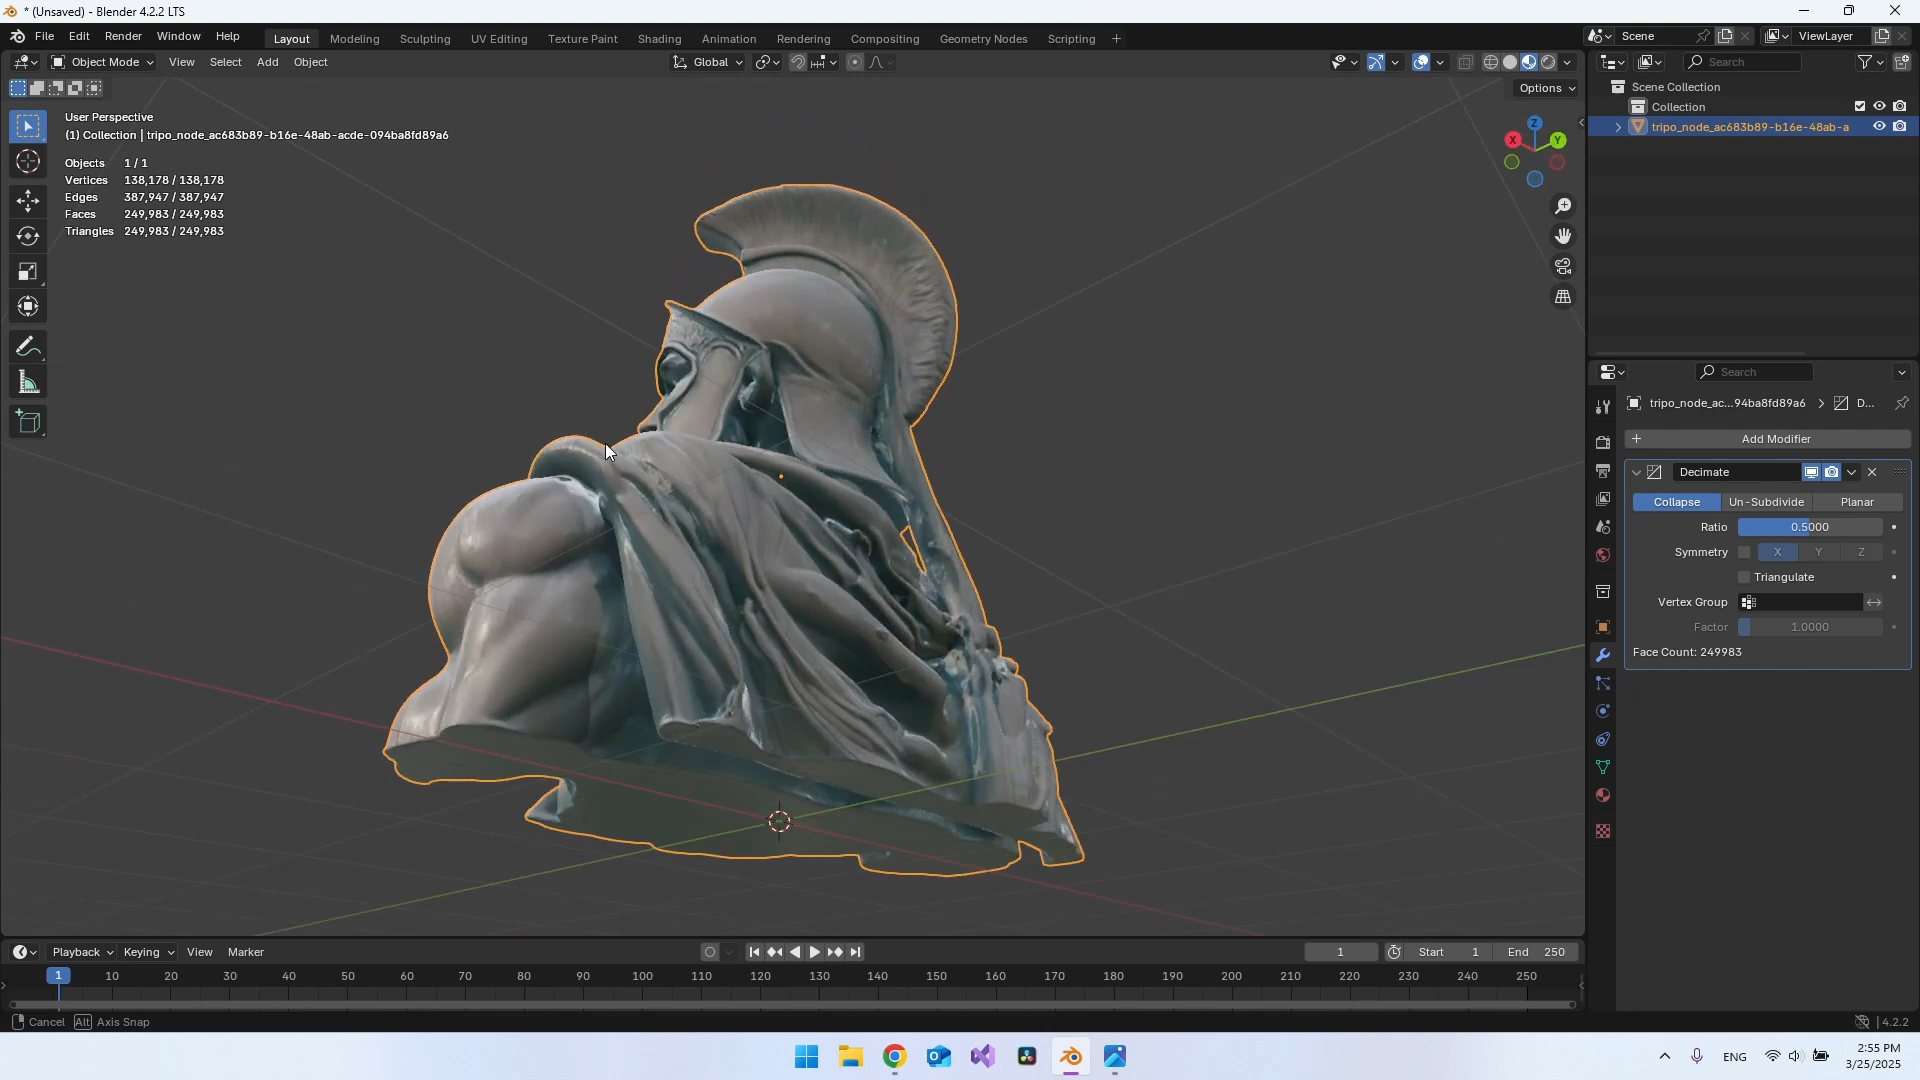 * (Unsaved) - Blender 4.2.2 LTS
File Edit Render Window Help Layout Modeling Sculpting UV Editing Texture Paint Shading Animation Rendering Compositing Geometry Nodes Scripting + Scene ViewLayer
Object Mode View Select Add Object Global Search
Options
Scene Collection
Collection
tripo_node_ac683b89-b16e-48ab-a
User Perspective
(1) Collection | tripo_node_ac683b89-b16e-48ab-acde-094ba8fd89a6
Objects 1 / 1
Vertices 138,178 / 138,178
Edges 387,947 / 387,947
Faces 249,983 / 249,983
Triangles 249,983 / 249,983
Z
X Y
Search
tripo_node_ac...94ba8fd89a6 > D...
+ Add Modifier
Decimate
Collapse Un-Subdivide Planar
Ratio 0.5000
Symmetry X Y Z
Triangulate
Vertex Group
Factor 1.0000
Face Count: 249983
Playback Keying View Marker 1 Start 1 End 250
1 10 20 30 40 50 60 70 80 90 100 110 120 130 140 150 160 170 180 190 200 210 220 230 240 250
Cancel Alt Axis Snap 4.2.2
ENG
2:55 PM
3/25/2025